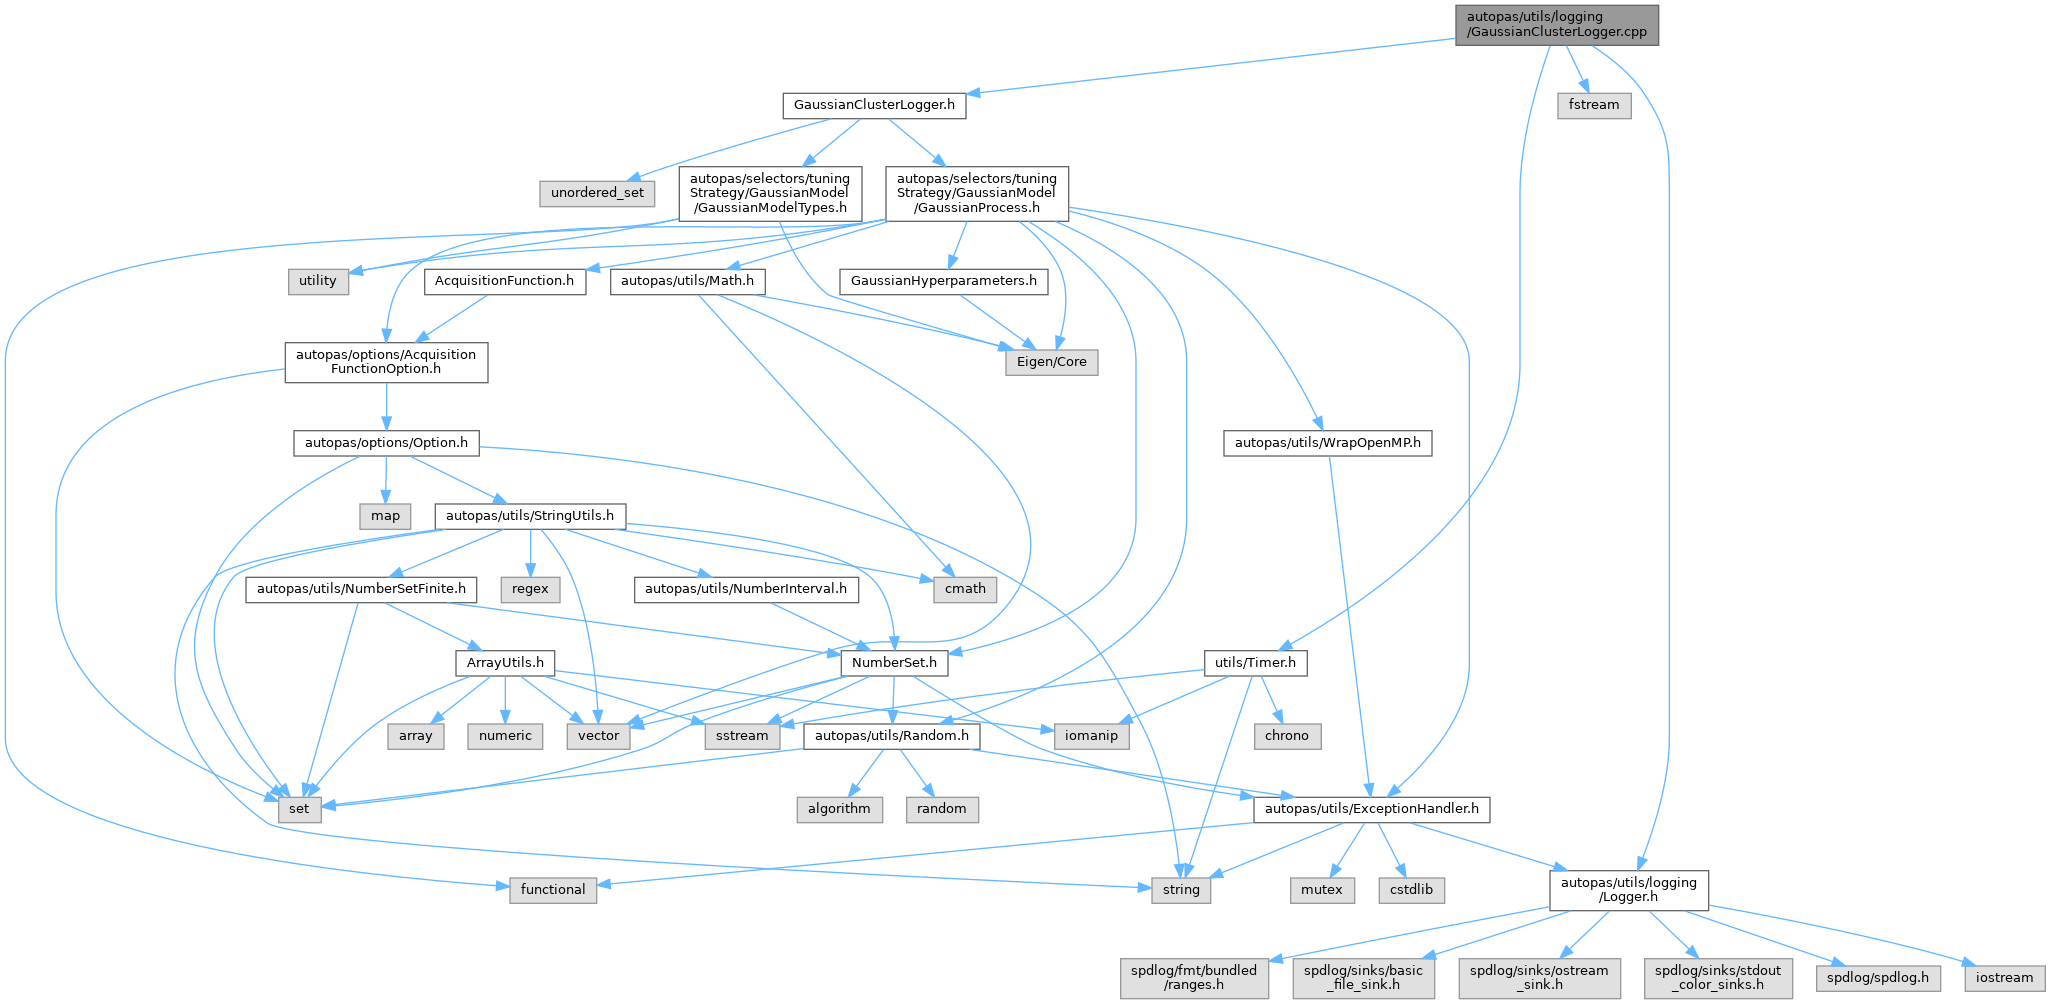 autopas/utils/logging
/GaussianClusterLogger.cpp
GaussianClusterLogger.h
fstream
unordered_set
autopas/selectors/tuning
Strategy/GaussianModel
/GaussianModelTypes.h
autopas/selectors/tuning
Strategy/GaussianModel
/GaussianProcess.h
utility
AcquisitionFunction.h
autopas/utils/Math.h
GaussianHyperparameters.h
autopas/options/Acquisition
FunctionOption.h
Eigen/Core
autopas/options/Option.h
autopas/utils/WrapOpenMP.h
map
autopas/utils/StringUtils.h
autopas/utils/NumberSetFinite.h
regex
autopas/utils/NumberInterval.h
cmath
ArrayUtils.h
NumberSet.h
utils/Timer.h
array
numeric
vector
sstream
autopas/utils/Random.h
iomanip
chrono
set
algorithm
random
autopas/utils/ExceptionHandler.h
functional
string
mutex
cstdlib
autopas/utils/logging
/Logger.h
spdlog/fmt/bundled
/ranges.h
spdlog/sinks/basic
_file_sink.h
spdlog/sinks/ostream
_sink.h
spdlog/sinks/stdout
_color_sinks.h
spdlog/spdlog.h
iostream